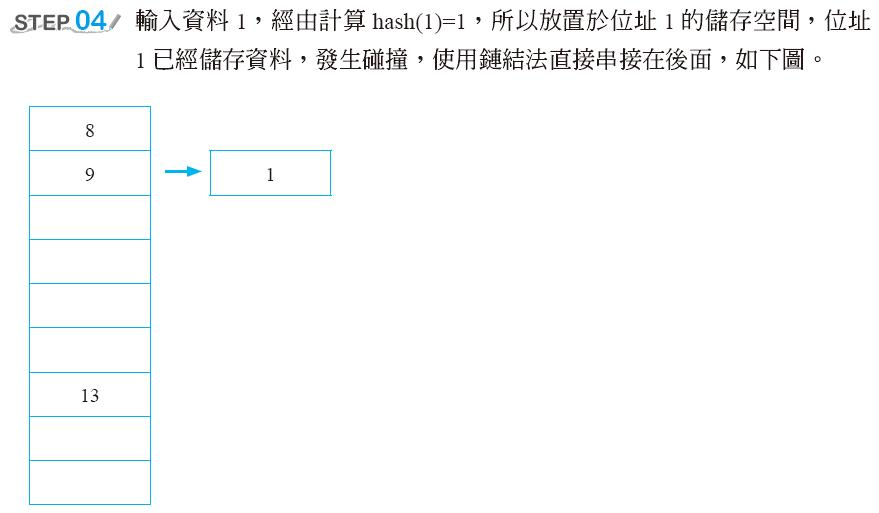 STEP 04 輸入資料 1，經由計算 hash(1)=1，所以放置於位址 1 的儲存空間，位址
1 已經儲存資料，發生碰撞，使用鏈結法直接串接在後面，如下圖。
8
9 → 1
13